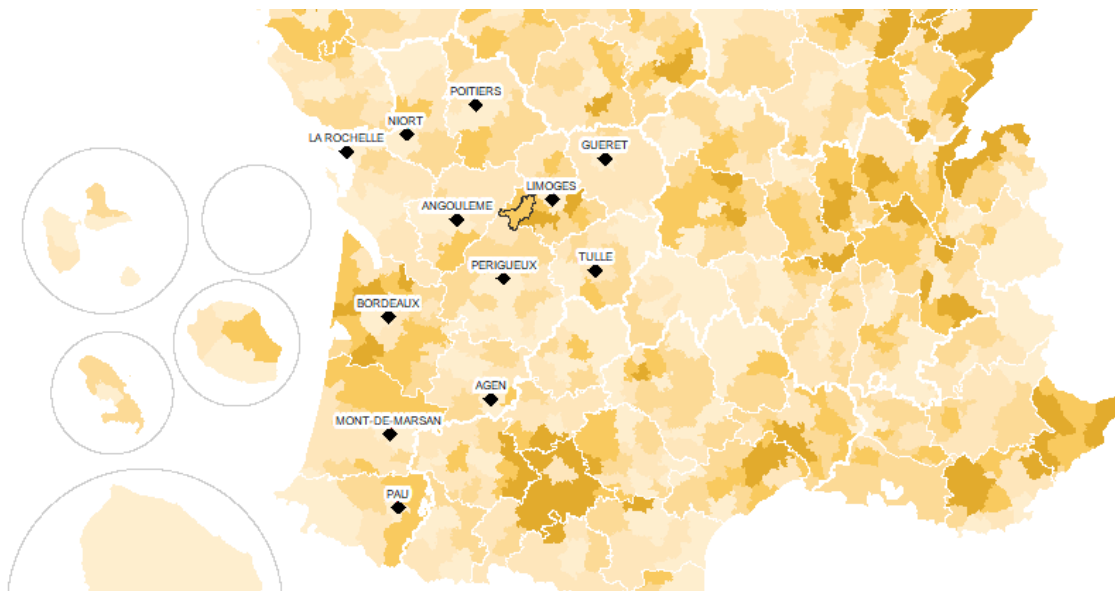 POITIERS
NIORT
LA ROCHELLE
GUERET
LIMOGES
ANGOULEME
PERIGUEUX
TULLE
BORDEAUX
AGEN
MONT-DE-MARSAN
PAU